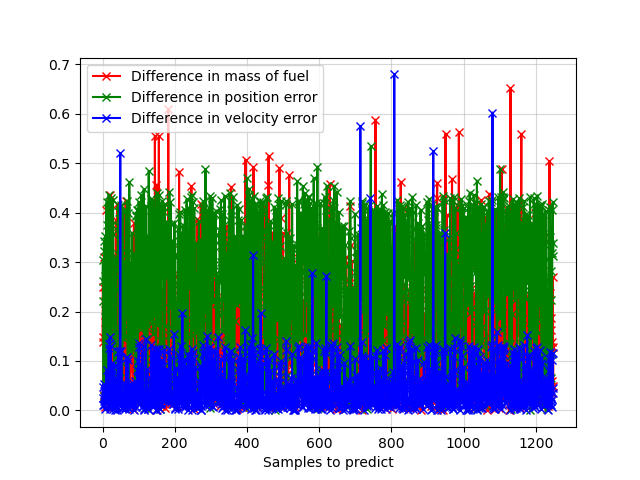 0.7
0.6
0.5
0.4
0.3
0.2
0.1
0.0
Difference in mass of fuel
Difference in position error
Difference in velocity error
0 200 400 600 800 1000 1200
Samples to predict